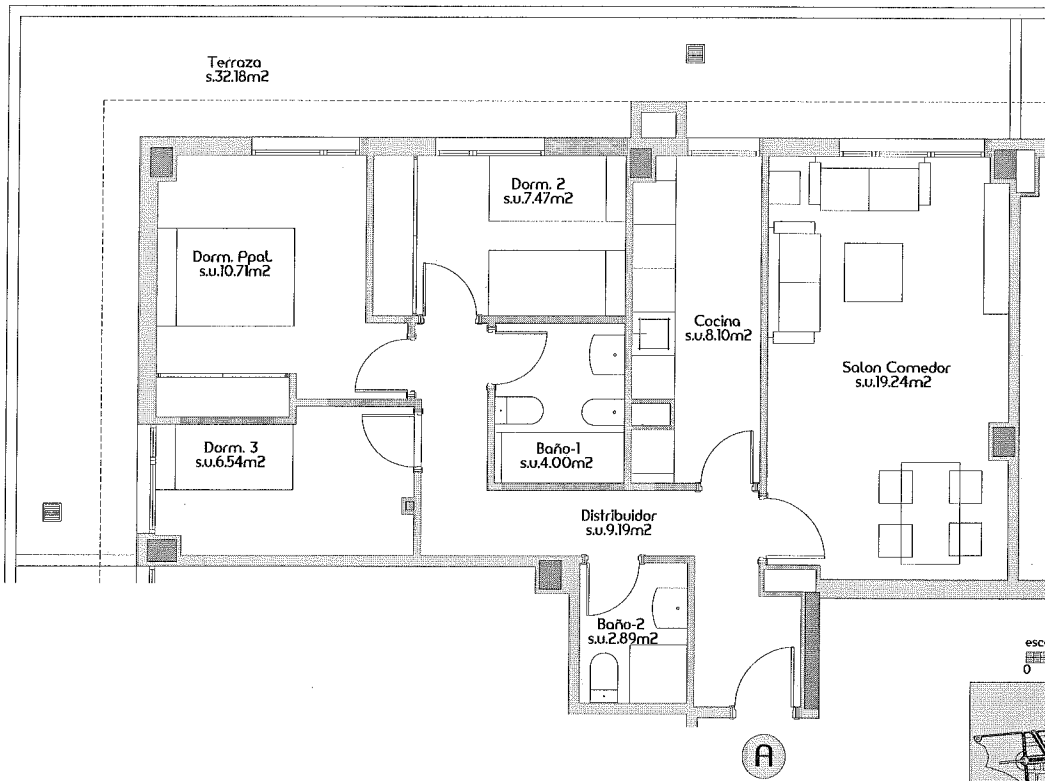 Terraza
s.32.18m2
Dorm. 2
s.u.7.47m2
Dorm. Ppal.
s.u.10.71m2
Cocina
s.u.8.10m2
Salon Comedor
s.u.19.24m2
Dorm. 3
s.u.6.54m2
Baño-1
s.u.4.00m2
Distribuidor
s.u.9.19m2
Baño-2
s.u.2.89m2
esc
0
A